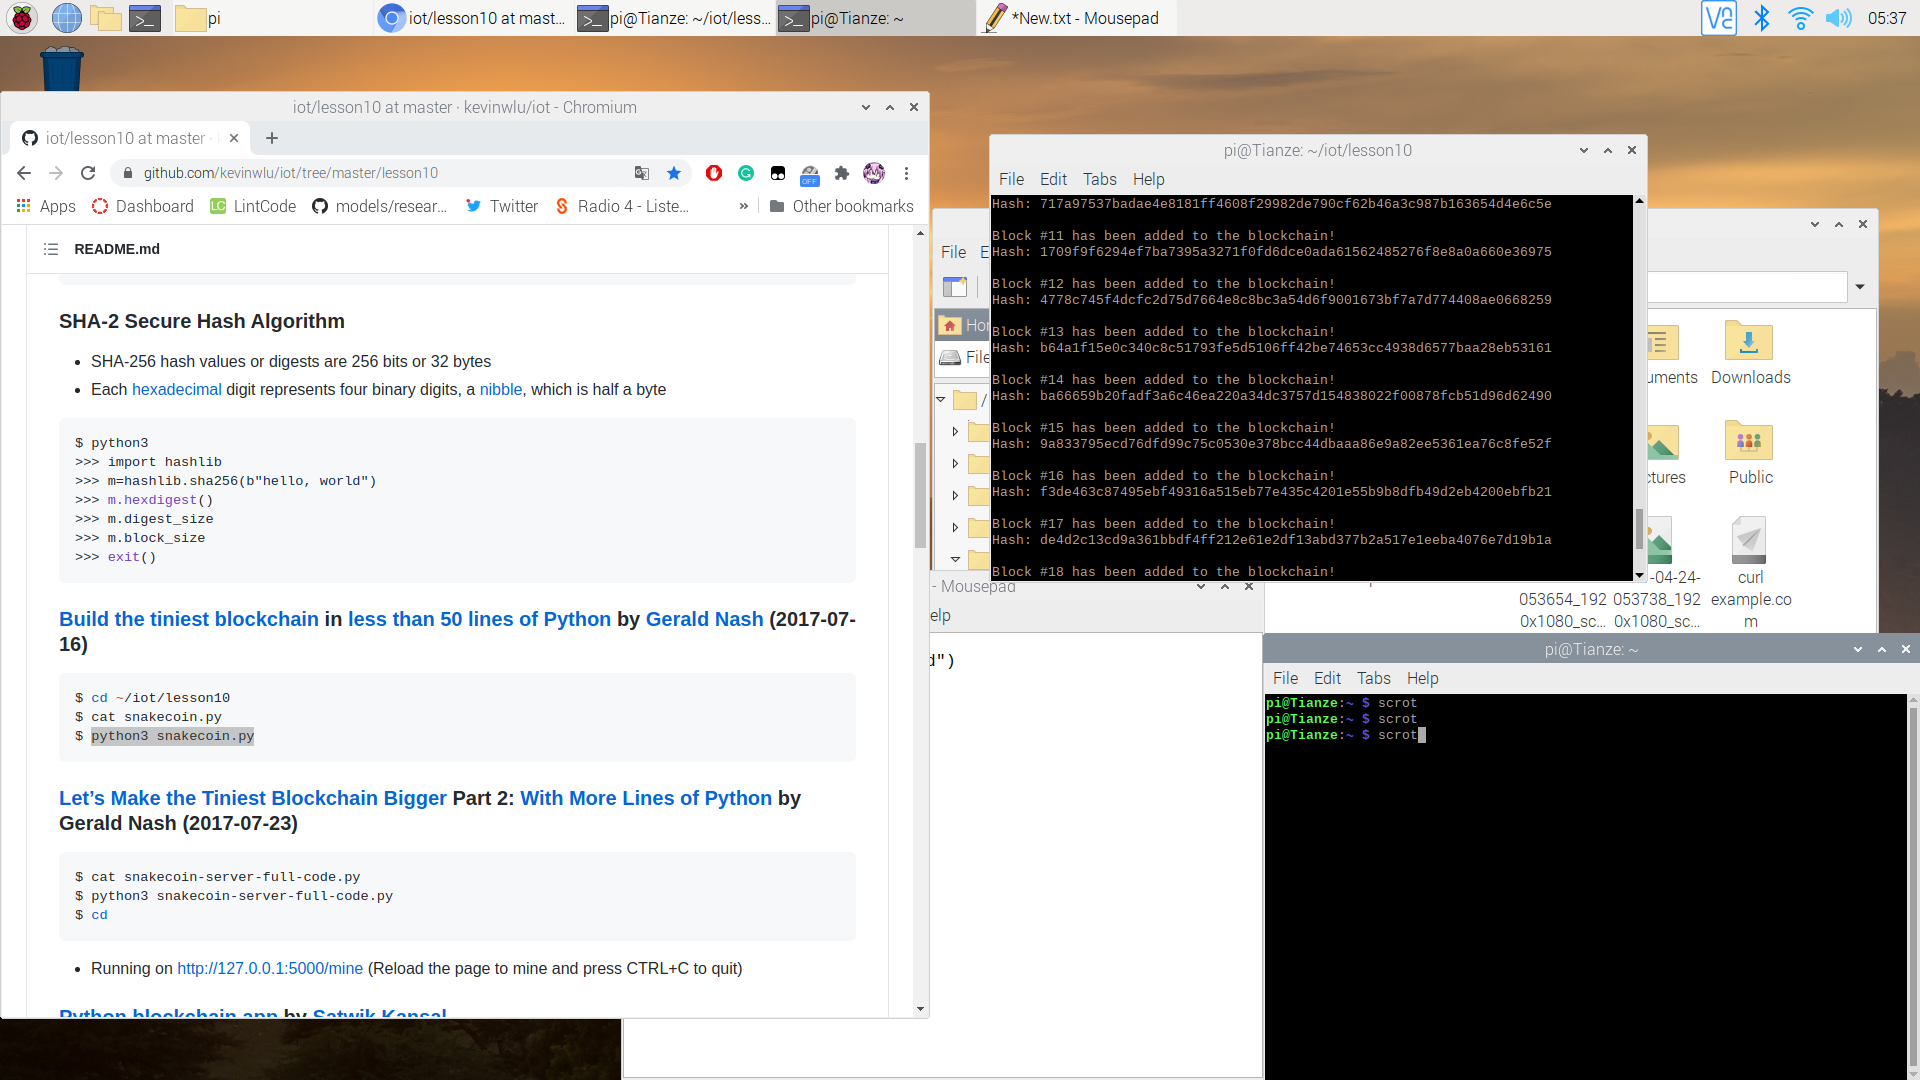 pi
iot/lesson10 at mast...
pi@Tianze: ~/iot/less...
pi@Tianze: ~
*New.txt - Mousepad
05:37
iot/lesson10 at master · kevinwlu/iot - Chromium
iot/lesson10 at master ·
github.com/kevinwlu/iot/tree/master/lesson10
OFF
Apps
Dashboard
LC LintCode
models/resear...
Twitter
Radio 4 - Liste...
»
Other bookmarks
README.md
SHA-2 Secure Hash Algorithm
• SHA-256 hash values or digests are 256 bits or 32 bytes
• Each hexadecimal digit represents four binary digits, a nibble, which is half a byte
$ python3
>>> import hashlib
>>> m=hashlib.sha256(b"hello, world")
>>> m.hexdigest()
>>> m.digest_size
>>> m.block_size
>>> exit()
Build the tiniest blockchain in less than 50 lines of Python by Gerald Nash (2017-07-
16)
$ cd ~/iot/lesson10
$ cat snakecoin.py
$ python3 snakecoin.py
Let's Make the Tiniest Blockchain Bigger Part 2: With More Lines of Python by
Gerald Nash (2017-07-23)
$ cat snakecoin-server-full-code.py
$ python3 snakecoin-server-full-code.py
$ cd
• Running on http://127.0.0.1:5000/mine (Reload the page to mine and press CTRL+C to quit)
Python blockchain app by Satwik Kansal
pi@Tianze: ~/iot/lesson10
File Edit Tabs Help
Hash: 717a97537badae4e8181ff4608f29982de790cf62b46a3c987b163654d4e6c5e
Block #11 has been added to the blockchain!
Hash: 1709f9f6294ef7ba7395a3271f0fd6dce0ada61562485276f8e8a0a660e36975
Block #12 has been added to the blockchain!
Hash: 4778c745f4dcfc2d75d7664e8c8bc3a54d6f9001673bf7a7d774408ae0668259
Block #13 has been added to the blockchain!
Hash: b64a1f15e0c340c8c51793fe5d5106ff42be74653cc4938d6577baa28eb53161
Block #14 has been added to the blockchain!
Hash: ba66659b20fadf3a6c46ea220a34dc3757d154838022f00878fcb51d96d62490
Block #15 has been added to the blockchain!
Hash: 9a833795ecd76dfd99c75c0530e378bcc44dbaaa86e9a82ee5361ea76c8fe52f
Block #16 has been added to the blockchain!
Hash: f3de463c87495ebf49316a515eb77e435c4201e55b9b8dfb49d2eb4200ebfb21
Block #17 has been added to the blockchain!
Hash: de4d2c13cd9a361bbdf4ff212e61e2df13abd377b2a517e1eeba4076e7d19b1a
Block #18 has been added to the blockchain!
File E
Hor
File
/
uments
Downloads
ctures
Public
-04-24-
053654_192
0x1080_sc...
053738_192
0x1080_sc...
curl
example.co
m
- Mousepad
elp
d")
pi@Tianze: ~
File Edit Tabs Help
pi@Tianze:~ $ scrot
pi@Tianze:~ $ scrot
pi@Tianze:~ $ scrot